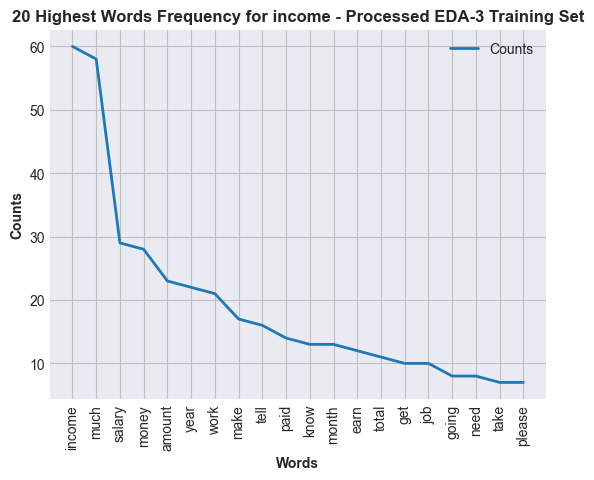 20 Highest Words Frequency for income - Processed EDA-3 Training Set
Counts
60
50
40
30
20
10
Counts
income
much
salary
money
amount
year
work
make
tell
paid
know
month
earn
total
get
job
going
need
take
please
Words